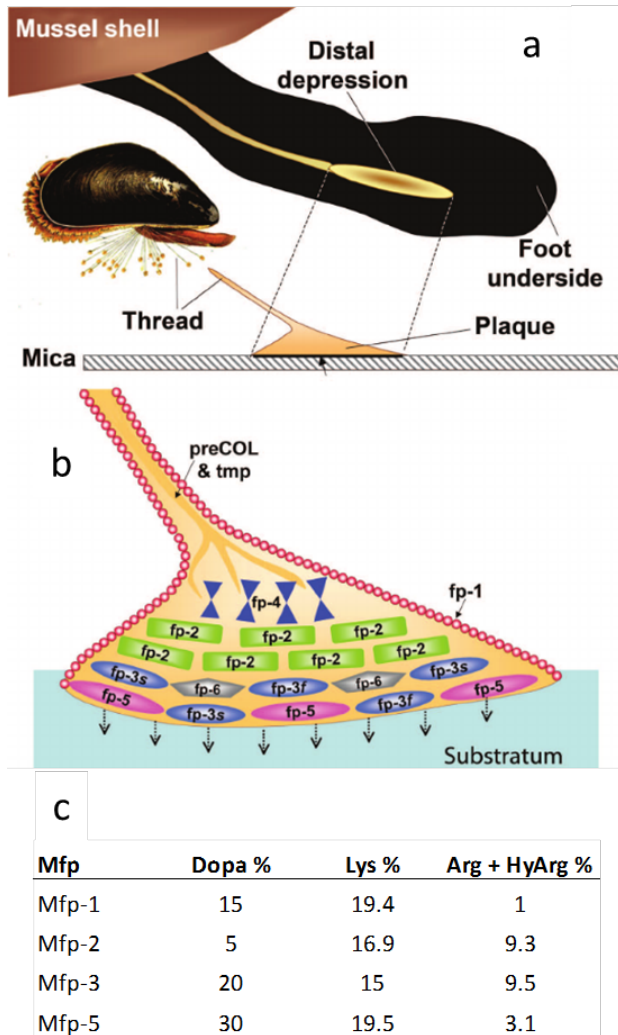 Mussel shell
a
Distal
depression
Foot
underside
Thread
Plaque
Mica
b
preCOL
& tmp
fp-4
fp-1
fp-2 fp-2 fp-2
fp-2 fp-2 fp-2 fp-2
fp-3s fp-6 fp-3f fp-6 fp-3s
fp-5 fp-3s fp-5 fp-3f fp-5
Substratum
c
Mfp Dopa % Lys % Arg + HyArg %
Mfp-1 15 19.4 1
Mfp-2 5 16.9 9.3
Mfp-3 20 15 9.5
Mfp-5 30 19.5 3.1